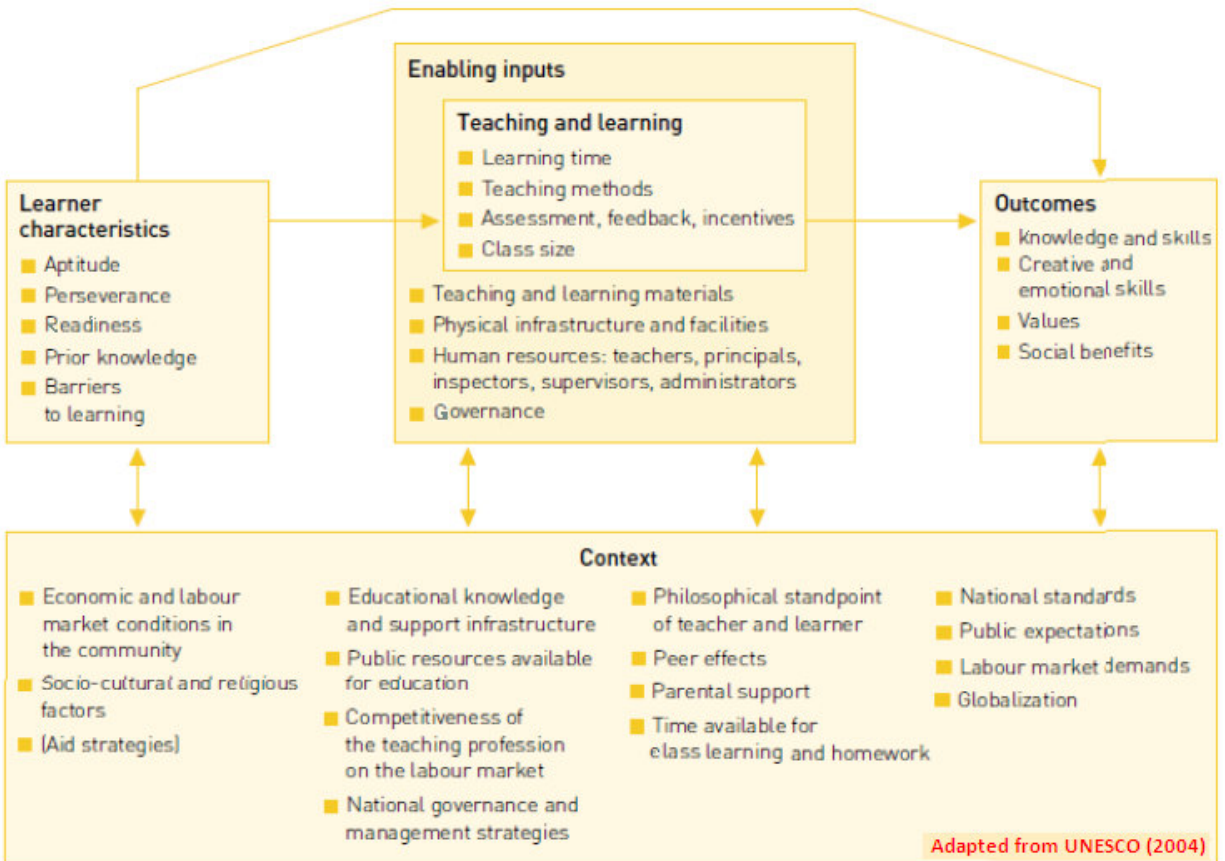 Enabling inputs
Teaching and learning
Learning time
Teaching methods
Assessment, feedback, incentives
Class size
Teaching and learning materials
Physical infrastructure and facilities
Human resources: teachers, principals,
inspectors, supervisors, administrators
Governance
Learner
characteristics
Aptitude
Perseverance
Readiness
Prior knowledge
Barriers
to learning
Outcomes
Knowledge and skills
Creative and
emotional skills
Values
Social benefits
Context
Economic and labour
market conditions in
the community
Socio-cultural and religious
factors
(Aid strategies)
Educational knowledge
and support infrastructure
Public resources available
for education
Competitiveness of
the teaching profession
on the labour market
National governance and
management strategies
Philosophical standpoint
of teacher and learner
Peer effects
Parental support
Time available for
class learning and homework
National standards
Public expectations
Labour market demands
Globalization
Adapted from UNESCO (2004)